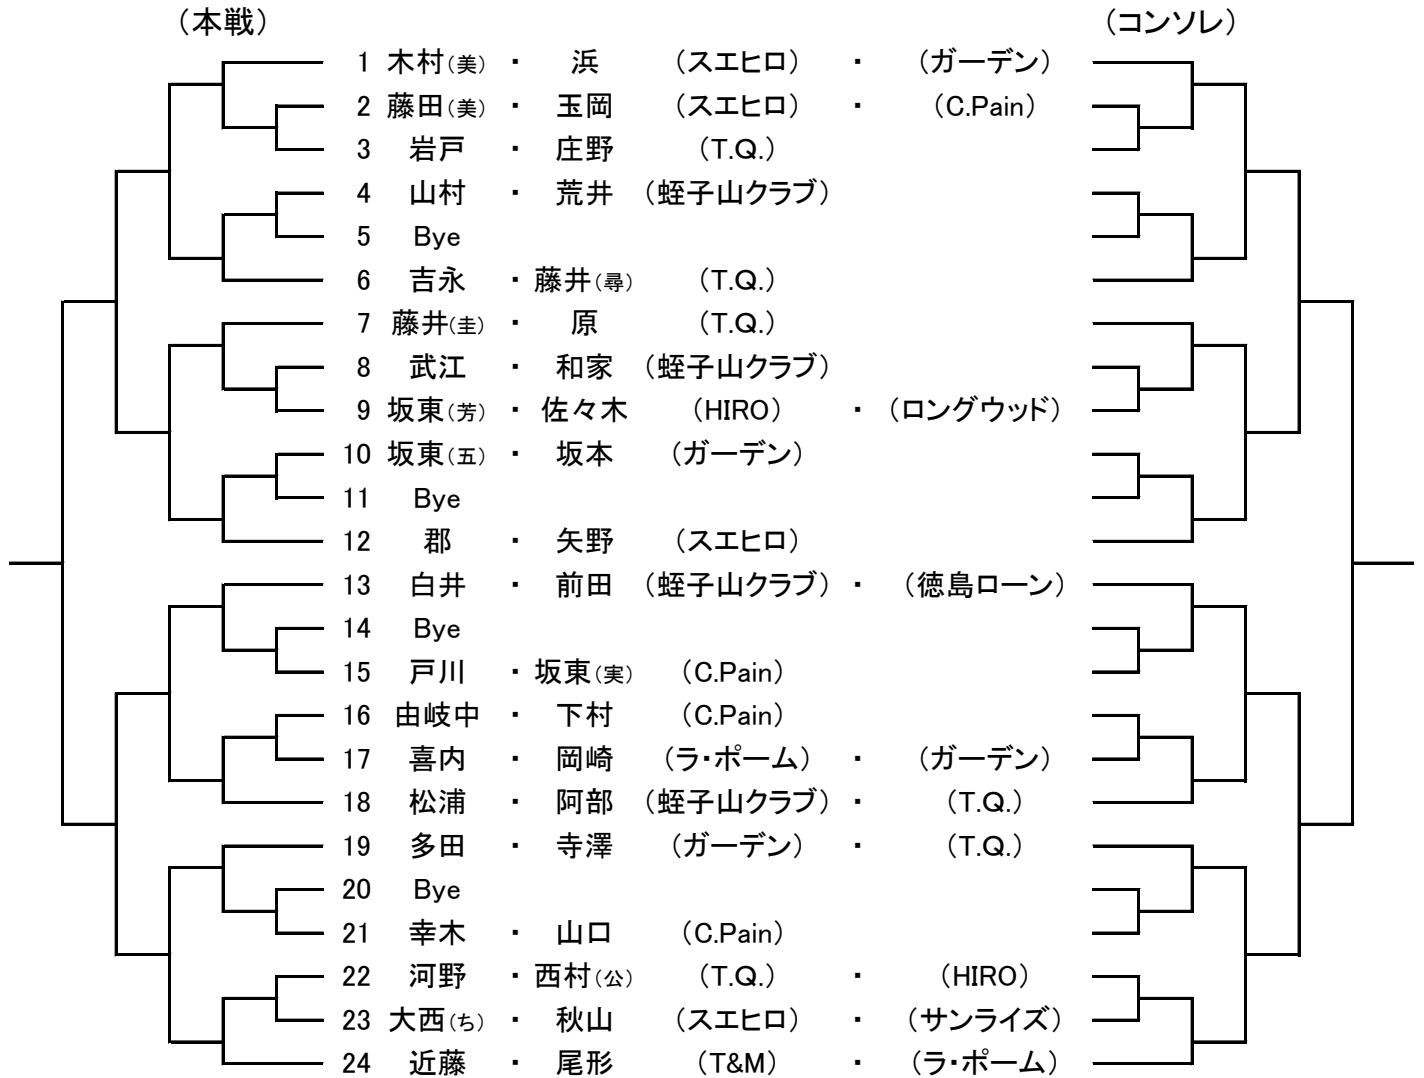 （本戦） （コンソレ）
1 木村（美） ・ 浜 （スエヒロ） ・ （ガーデン）
2 藤田（美） ・ 玉岡 （スエヒロ） ・ （C.Pain）
3 岩戸 ・ 庄野 （T.Q.）
4 山村 ・ 荒井 （蛭子山クラブ）
5 Bye
6 吉永 ・ 藤井（尋） （T.Q.）
7 藤井（圭） ・ 原 （T.Q.）
8 武江 ・ 和家 （蛭子山クラブ）
9 坂東（芳） ・ 佐々木 （HIRO） ・ （ロングウッド）
10 坂東（五） ・ 坂本 （ガーデン）
11 Bye
12 郡 ・ 矢野 （スエヒロ）
13 白井 ・ 前田 （蛭子山クラブ） ・ （徳島ローン）
14 Bye
15 戸川 ・ 坂東（実） （C.Pain）
16 由岐中 ・ 下村 （C.Pain）
17 喜内 ・ 岡崎 （ラ・ポーム） ・ （ガーデン）
18 松浦 ・ 阿部 （蛭子山クラブ） ・ （T.Q.）
19 多田 ・ 寺澤 （ガーデン） ・ （T.Q.）
20 Bye
21 幸木 ・ 山口 （C.Pain）
22 河野 ・ 西村（公） （T.Q.） ・ （HIRO）
23 大西（ち） ・ 秋山 （スエヒロ） ・ （サンライズ）
24 近藤 ・ 尾形 （T&M） ・ （ラ・ポーム）